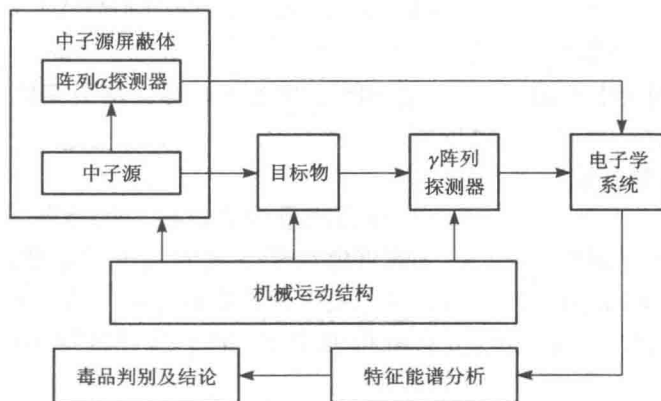 中子源屏蔽体
阵列α探测器
中子源
目标物
γ阵列
探测器
电子学
系统
机械运动结构
毒品判别及结论
特征能谱分析